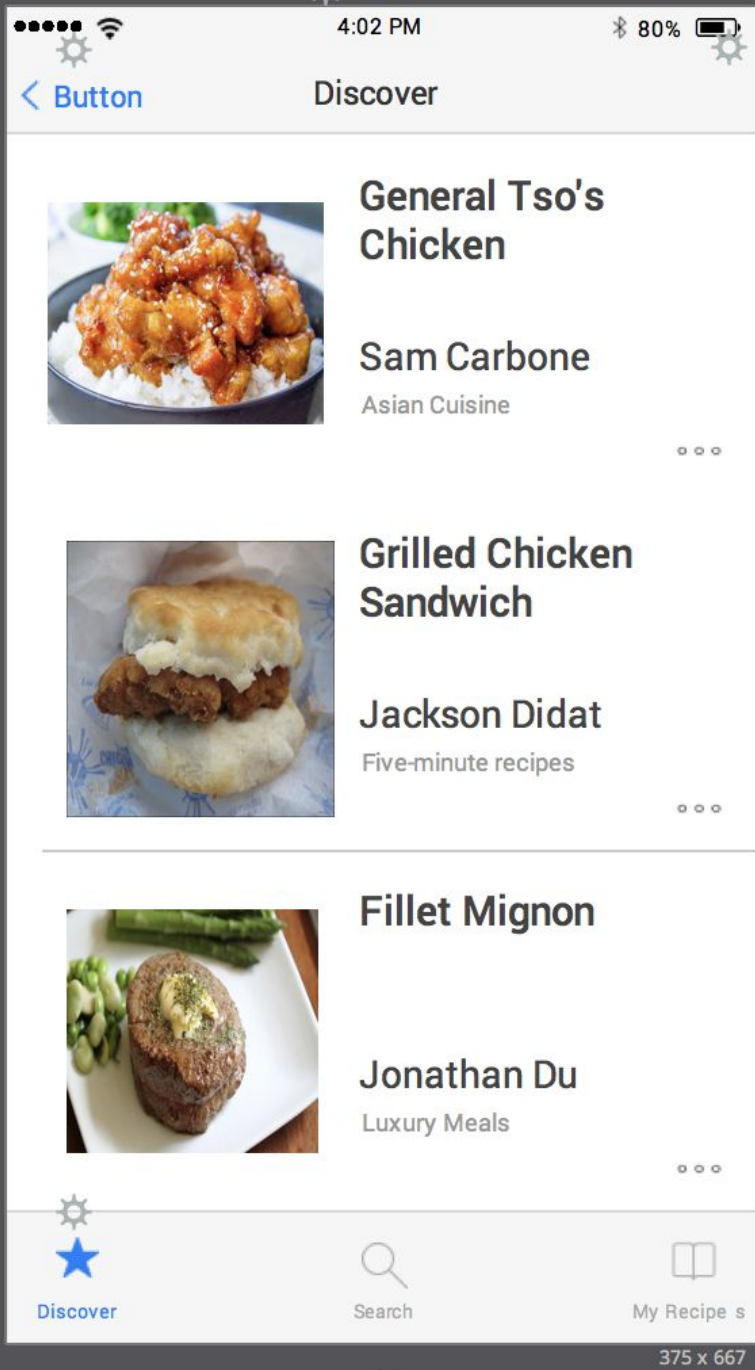 4:02 PM
80%
Button
Discover
General Tso's
Chicken
Sam Carbone
Asian Cuisine
Grilled Chicken
Sandwich
Jackson Didat
Five-minute recipes
Fillet Mignon
Jonathan Du
Luxury Meals
Discover
Search
My Recipe s
375 x 667